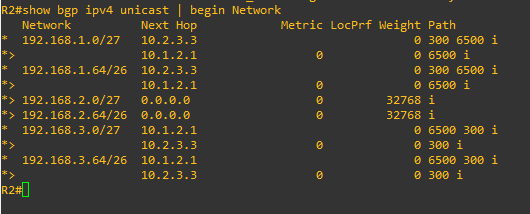 R2#show bgp ipv4 unicast | begin Network
     Network          Next Hop            Metric LocPrf Weight Path
 *   192.168.1.0/27   10.2.3.3                               0 300 6500 i
 *>                   10.1.2.1                 0             0 6500 i
 *   192.168.1.64/26  10.2.3.3                               0 300 6500 i
 *>                   10.1.2.1                 0             0 6500 i
 *>  192.168.2.0/27   0.0.0.0                  0         32768 i
 *>  192.168.2.64/26  0.0.0.0                  0         32768 i
 *   192.168.3.0/27   10.1.2.1                               0 6500 300 i
 *>                   10.2.3.3                 0             0 300 i
 *   192.168.3.64/26  10.1.2.1                               0 6500 300 i
 *>                   10.2.3.3                 0             0 300 i
R2#